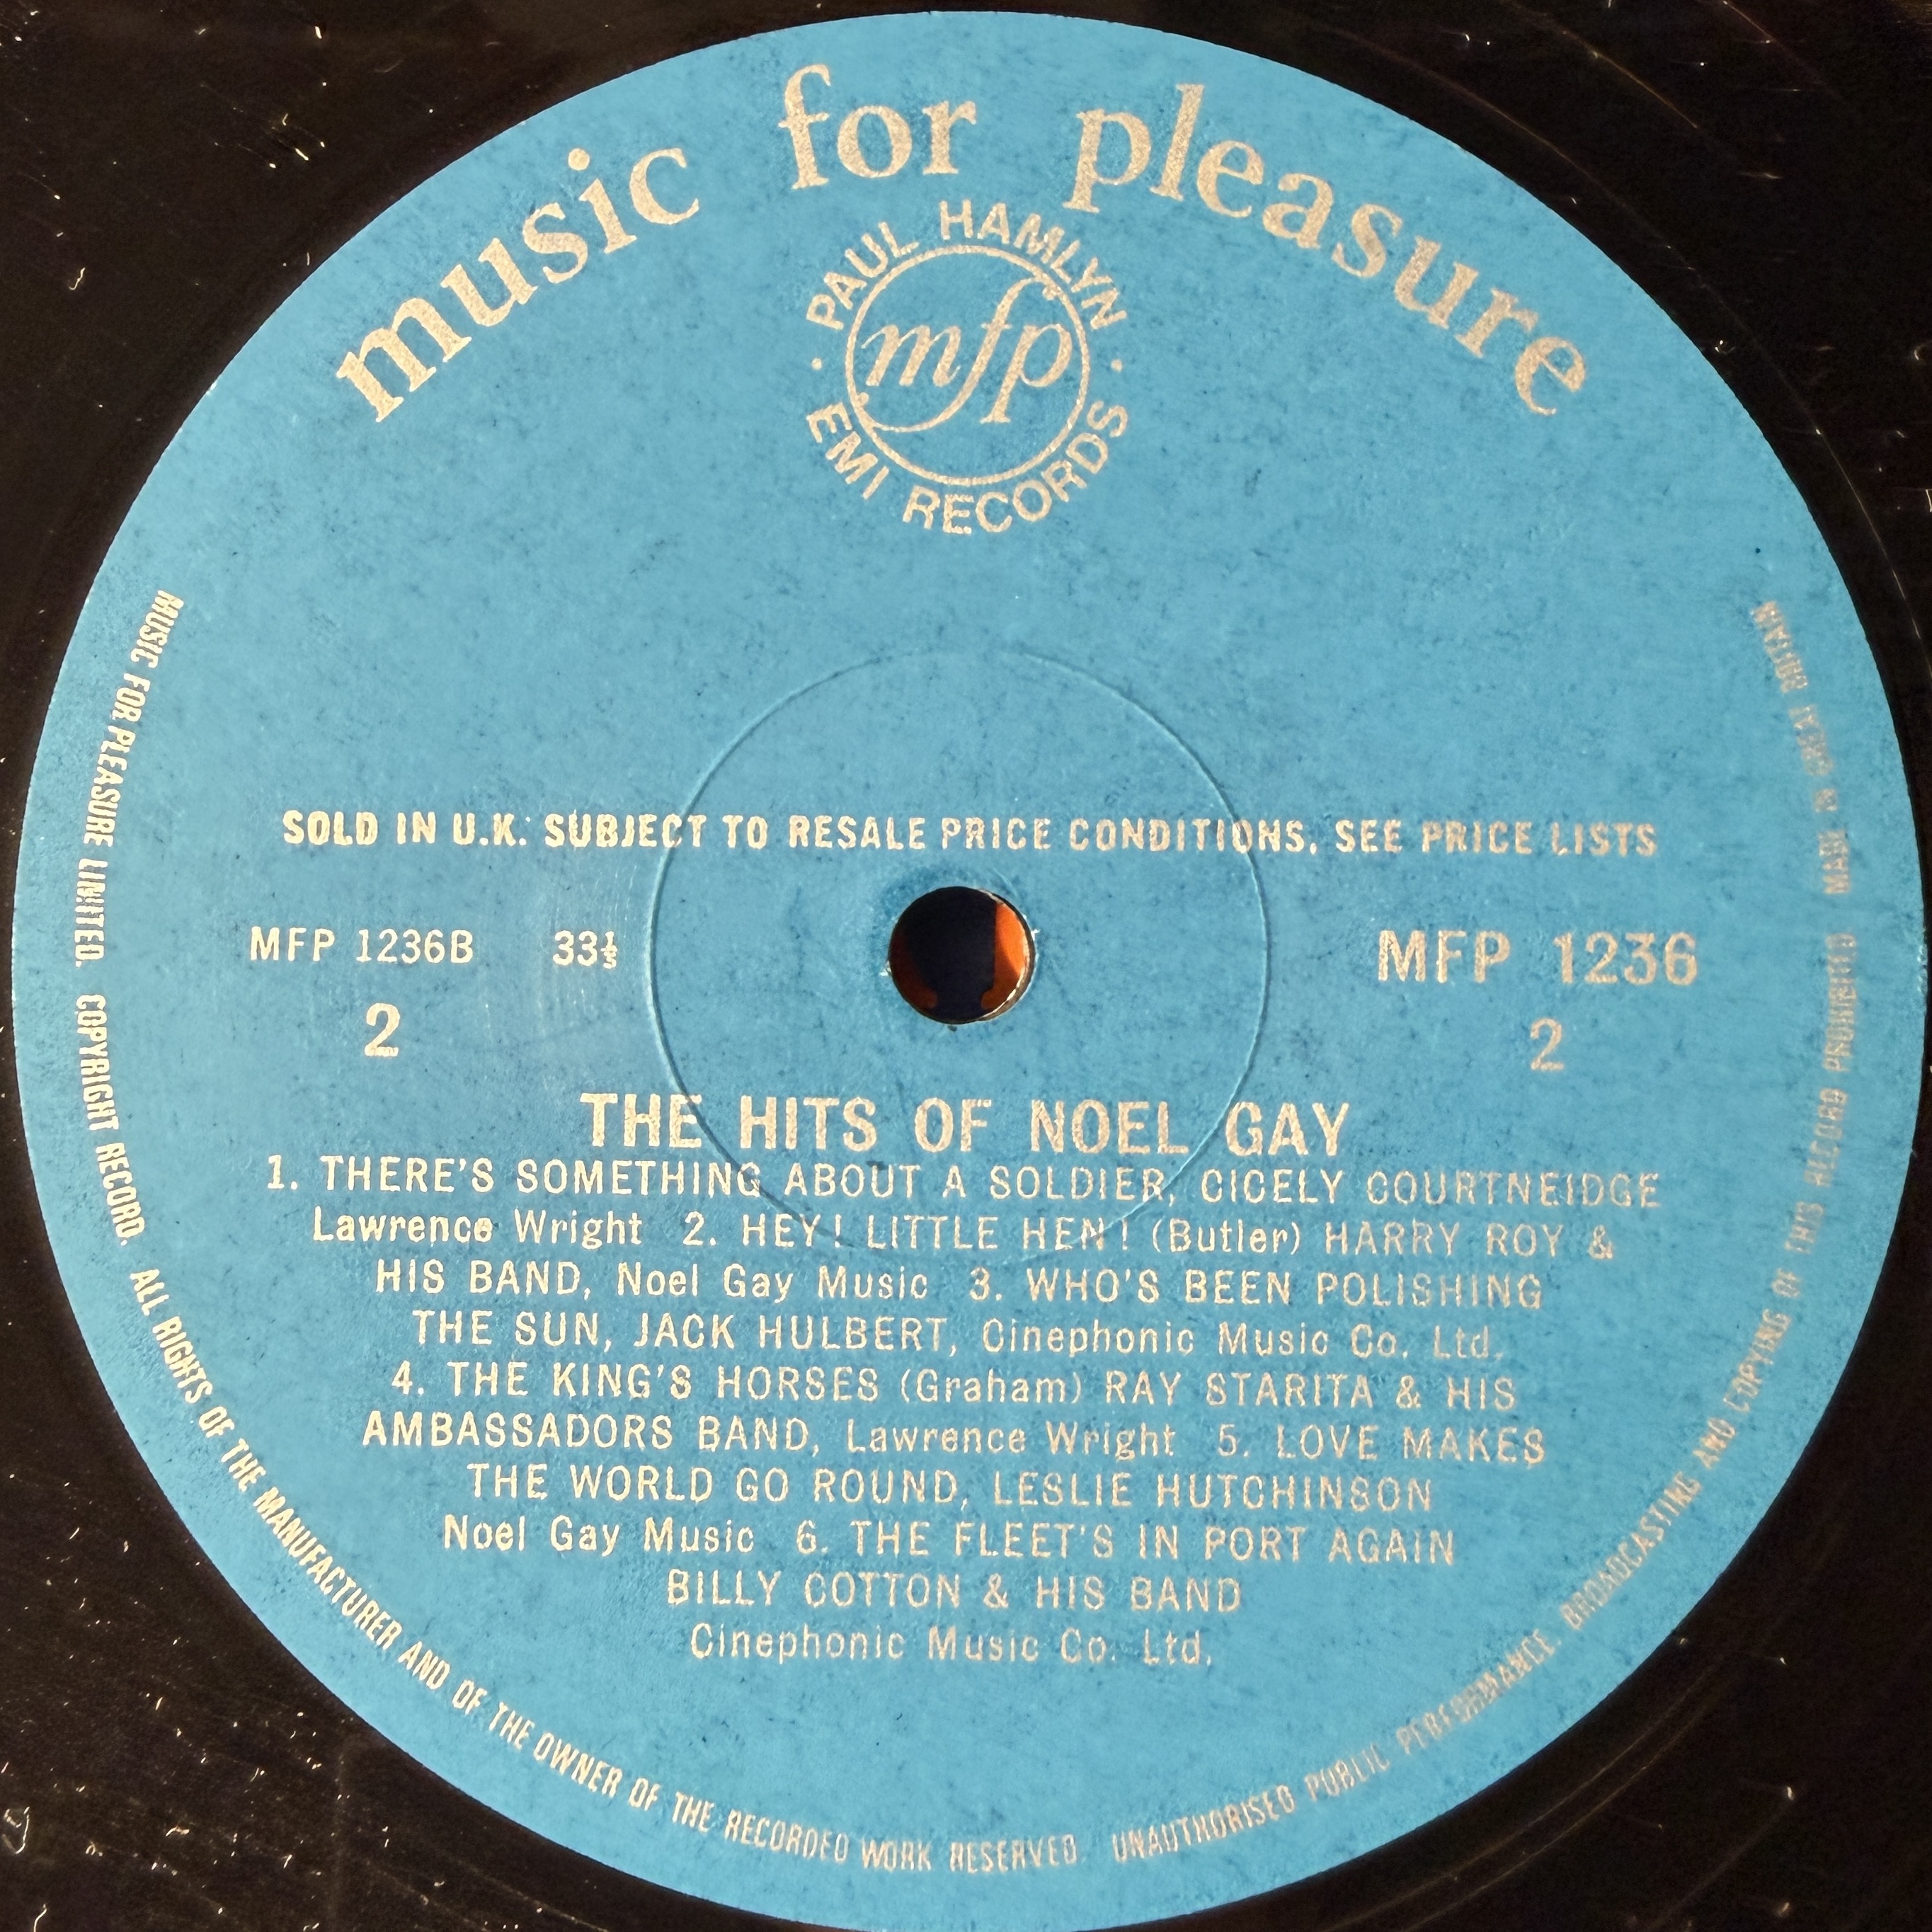 music for pleasure
PAUL HAMLYN
mfp
EMI RECORDS
SOLD IN U.K. SUBJECT TO RESALE PRICE CONDITIONS, SEE PRICE LISTS
MFP 1236B 33⅓ MFP 1236
2 2
THE HITS OF NOEL GAY
1. THERE'S SOMETHING ABOUT A SOLDIER, CICELY COURTNEIDGE
Lawrence Wright 2. HEY! LITTLE HEN! (Butler) HARRY ROY &
HIS BAND, Noel Gay Music 3. WHO'S BEEN POLISHING
THE SUN, JACK HULBERT, Cinephonic Music Co. Ltd.
4. THE KING'S HORSES (Graham) RAY STARITA & HIS
AMBASSADORS BAND, Lawrence Wright 5. LOVE MAKES
THE WORLD GO ROUND, LESLIE HUTCHINSON
Noel Gay Music 6. THE FLEET'S IN PORT AGAIN
BILLY COTTON & HIS BAND
Cinephonic Music Co. Ltd.
MUSIC FOR PLEASURE LIMITED. COPYRIGHT RECORD. ALL RIGHTS OF THE MANUFACTURER AND OF THE OWNER OF THE RECORDED WORK RESERVED. UNAUTHORISED PUBLIC PERFORMANCE, BROADCASTING AND COPYING OF THIS RECORD PROHIBITED MADE IN GREAT BRITAIN